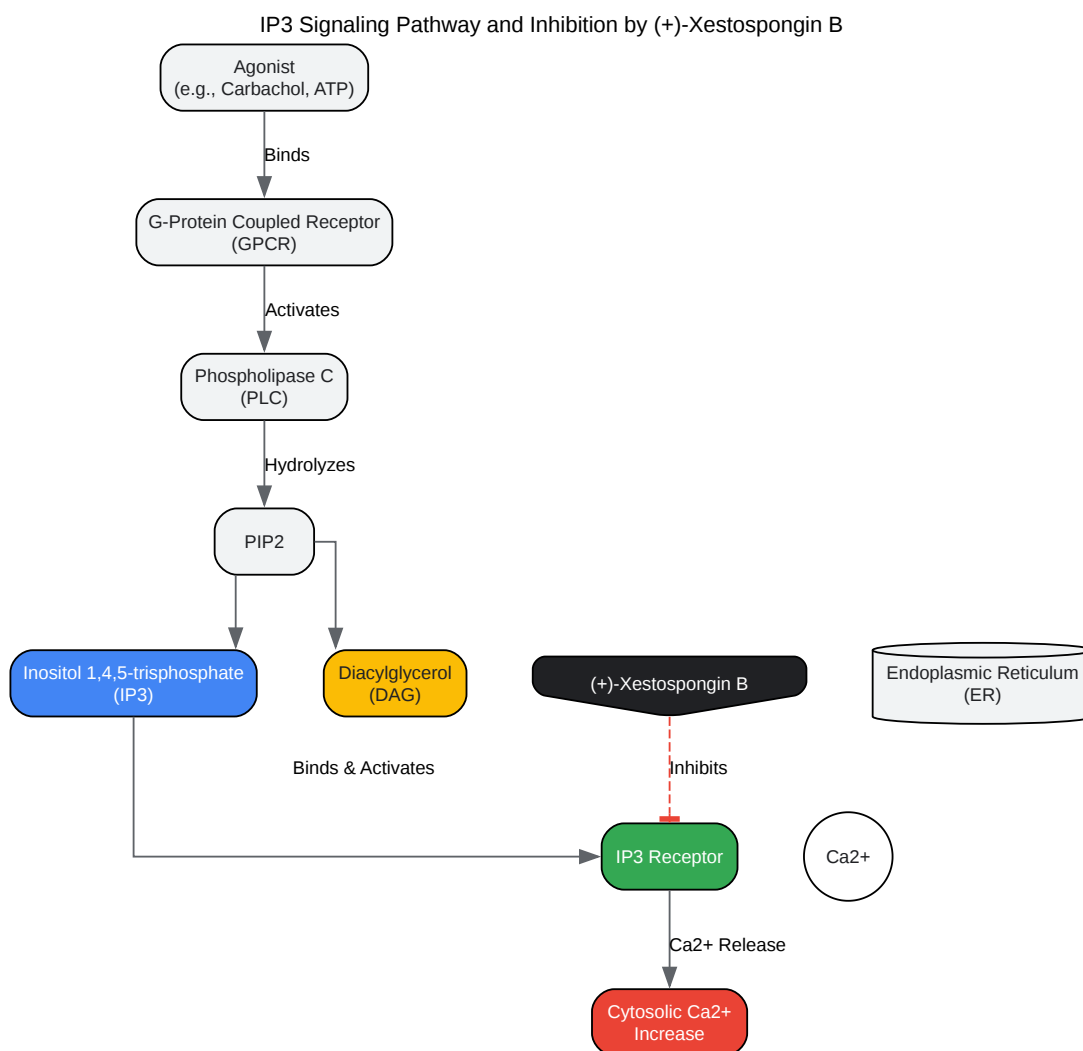 IP3 Signaling Pathway and Inhibition by (+)-Xestospongin B
Agonist
(e.g., Carbachol, ATP)
Binds
G-Protein Coupled Receptor
(GPCR)
Activates
Phospholipase C
(PLC)
Hydrolyzes
PIP2
Inositol 1,4,5-trisphosphate
(IP3)
Diacylglycerol
(DAG)
(+)-Xestospongin B
Endoplasmic Reticulum
(ER)
Binds & Activates
Inhibits
IP3 Receptor
Ca2+
Ca2+ Release
Cytosolic Ca2+
Increase